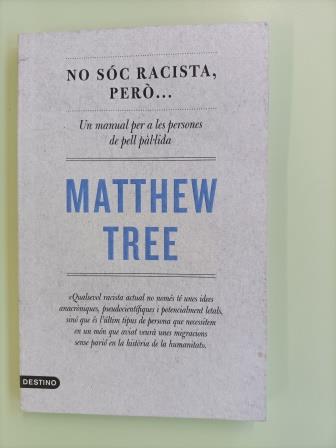 NO SÓC RACISTA,
PERÒ...
Un manual per a les persones
de pell pàl·lida
MATTHEW
TREE
«Qualsevol racista actual no només té unes idees
anacròniques, pseudocientífiques i potencialment letals,
sinó que és l'últim tipus de persona que necessitem
en un món que aviat veurà unes migracions
sense parió en la història de la humanitat».
DESTINO